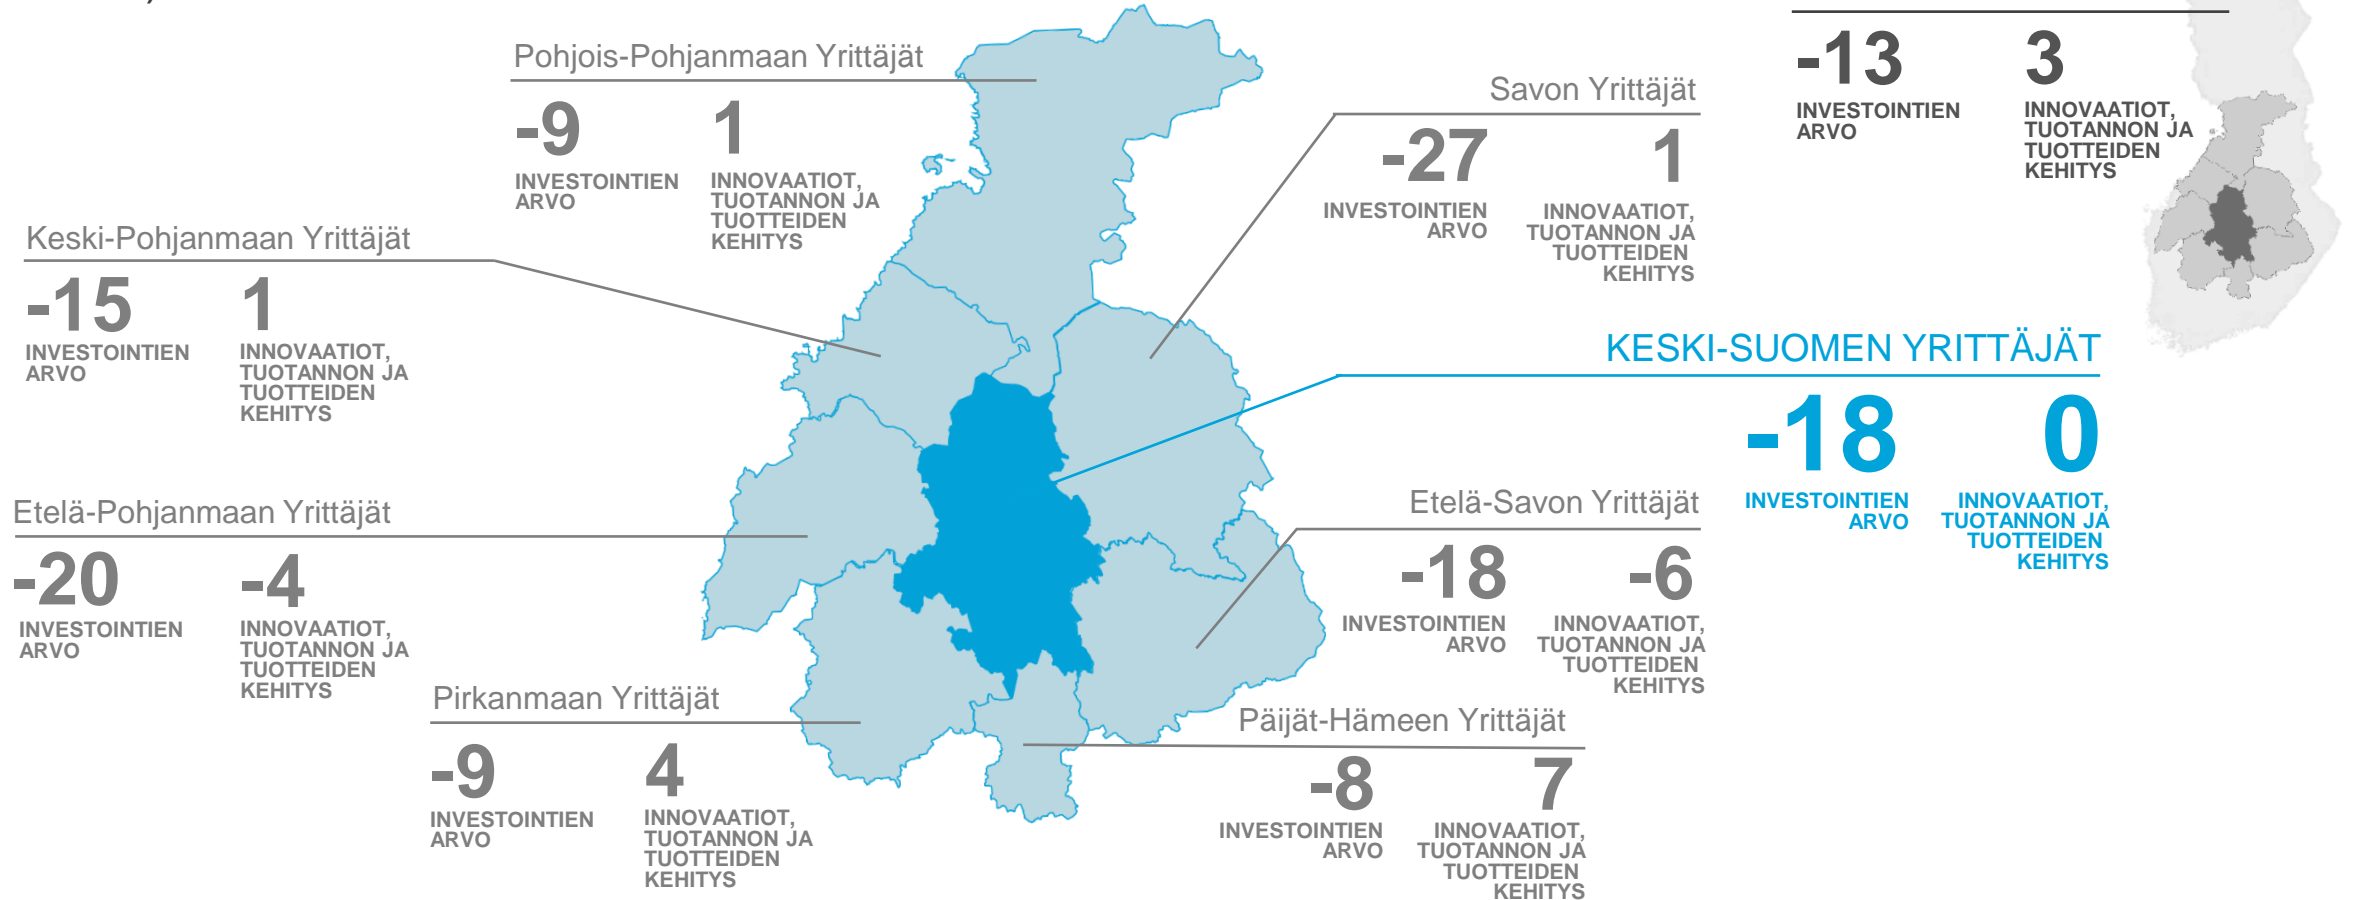 Pohjois-Pohjanmaan Yrittäjät
-9
INVESTOINTIEN
ARVO
1
INNOVAATIOT,
TUOTANNON JA
TUOTTEIDEN
KEHITYS
Savon Yrittäjät
-27
INVESTOINTIEN
ARVO
1
INNOVAATIOT,
TUOTANNON JA
TUOTTEIDEN
KEHITYS
-13
INVESTOINTIEN
ARVO
3
INNOVAATIOT,
TUOTANNON JA
TUOTTEIDEN
KEHITYS
Keski-Pohjanmaan Yrittäjät
-15
INVESTOINTIEN
ARVO
1
INNOVAATIOT,
TUOTANNON JA
TUOTTEIDEN
KEHITYS
KESKI-SUOMEN YRITTÄJÄT
-18
INVESTOINTIEN
ARVO
0
INNOVAATIOT,
TUOTANNON JA
TUOTTEIDEN
KEHITYS
Etelä-Pohjanmaan Yrittäjät
-20
INVESTOINTIEN
ARVO
-4
INNOVAATIOT,
TUOTANNON JA
TUOTTEIDEN
KEHITYS
Etelä-Savon Yrittäjät
-18
INVESTOINTIEN
ARVO
-6
INNOVAATIOT,
TUOTANNON JA
TUOTTEIDEN
KEHITYS
Pirkanmaan Yrittäjät
-9
INVESTOINTIEN
ARVO
4
INNOVAATIOT,
TUOTANNON JA
TUOTTEIDEN
KEHITYS
Päijät-Hämeen Yrittäjät
-8
INVESTOINTIEN
ARVO
7
INNOVAATIOT,
TUOTANNON JA
TUOTTEIDEN
KEHITYS